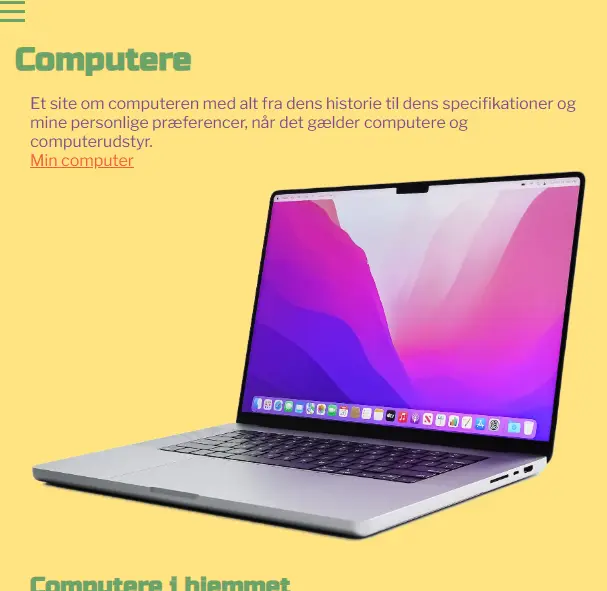 Computere
Et site om computeren med alt fra dens historie til dens specifikationer og
mine personlige præferencer, når det gælder computere og
computerudstyr.
Min computer
Computere i hjemmet